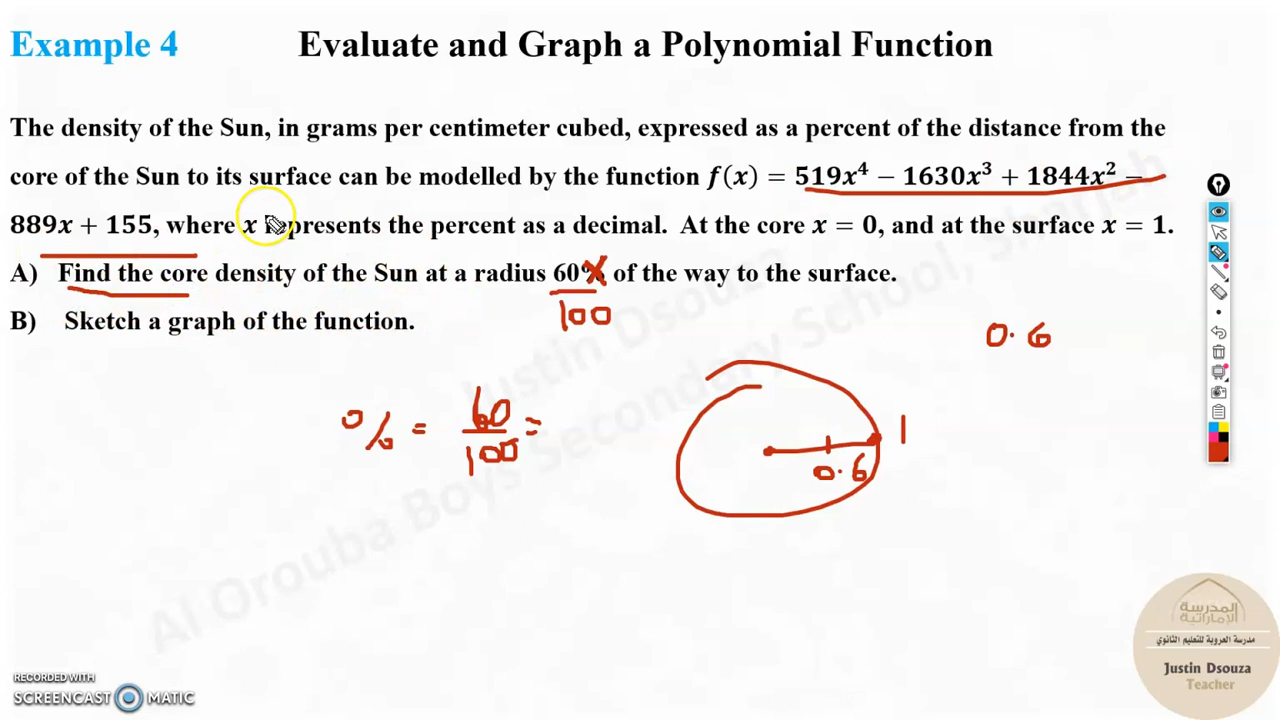 Example 4 Evaluate and Graph a Polynomial Function
The density of the Sun, in grams per centimeter cubed, expressed as a percent of the distance from the
core of the Sun to its surface can be modelled by the function f(x) = 519x⁴ − 1630x³ + 1844x² −
889x + 155, where x represents the percent as a decimal. At the core x = 0, and at the surface x = 1.
A) Find the core density of the Sun at a radius 60% of the way to the surface.
100
B) Sketch a graph of the function.
0.6
% = 60/100 =
1
0.6
Justin Dsouza
Al Orouba Boys Secondary School, Sharjah
المدرسة
الإماراتية
مدرسة العروبة للتعليم الثانوي
Justin Dsouza
Teacher
RECORDED WITH
SCREENCAST MATIC